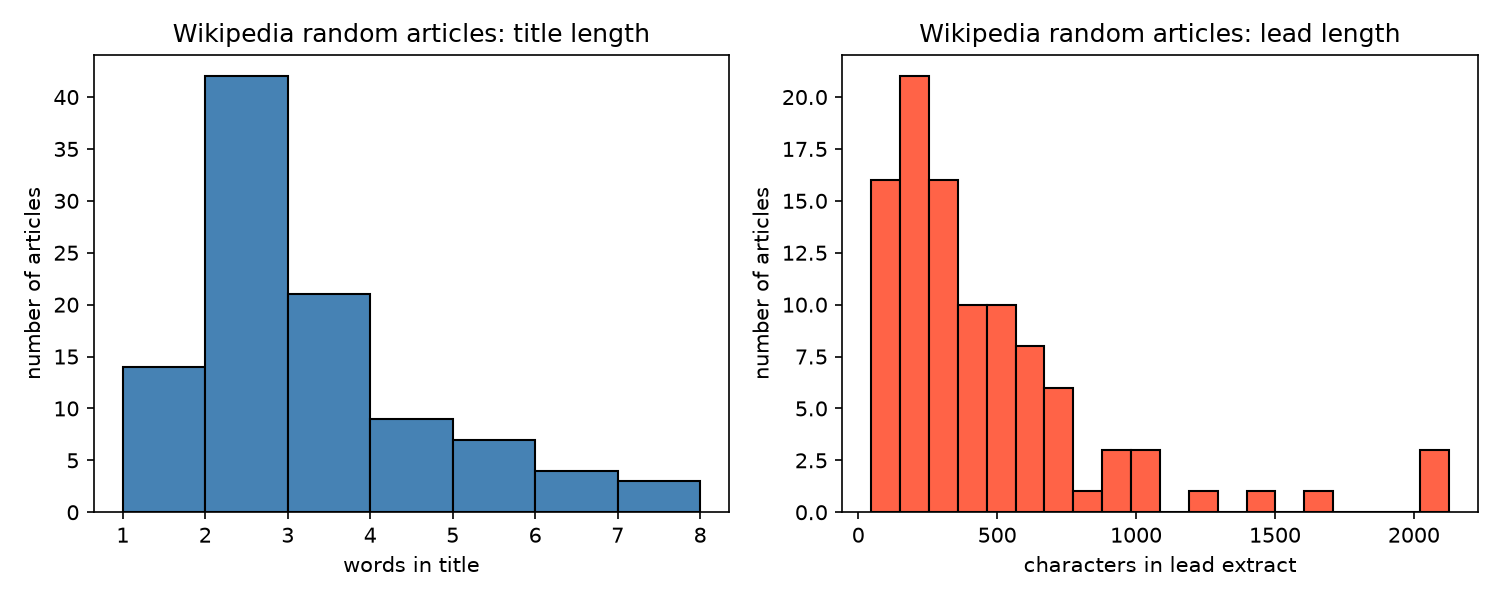 Wikipedia random articles: title length
number of articles
40
35
30
25
20
15
10
5
0
1 2 3 4 5 6 7 8
words in title
Wikipedia random articles: lead length
number of articles
20.0
17.5
15.0
12.5
10.0
7.5
5.0
2.5
0.0
0 500 1000 1500 2000
characters in lead extract